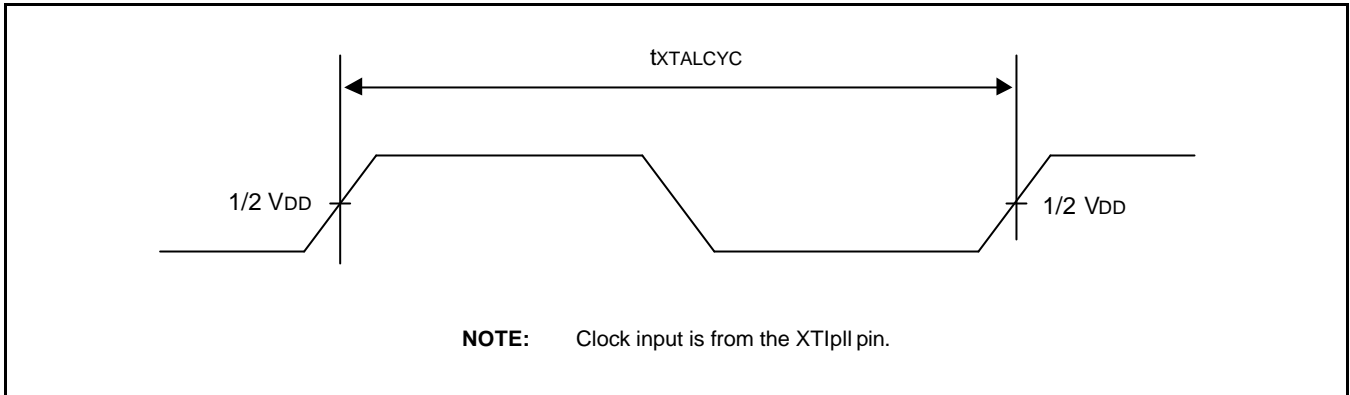 tXTALCYC
1/2 VDD
1/2 VDD
NOTE: Clock input is from the XTIpll pin.